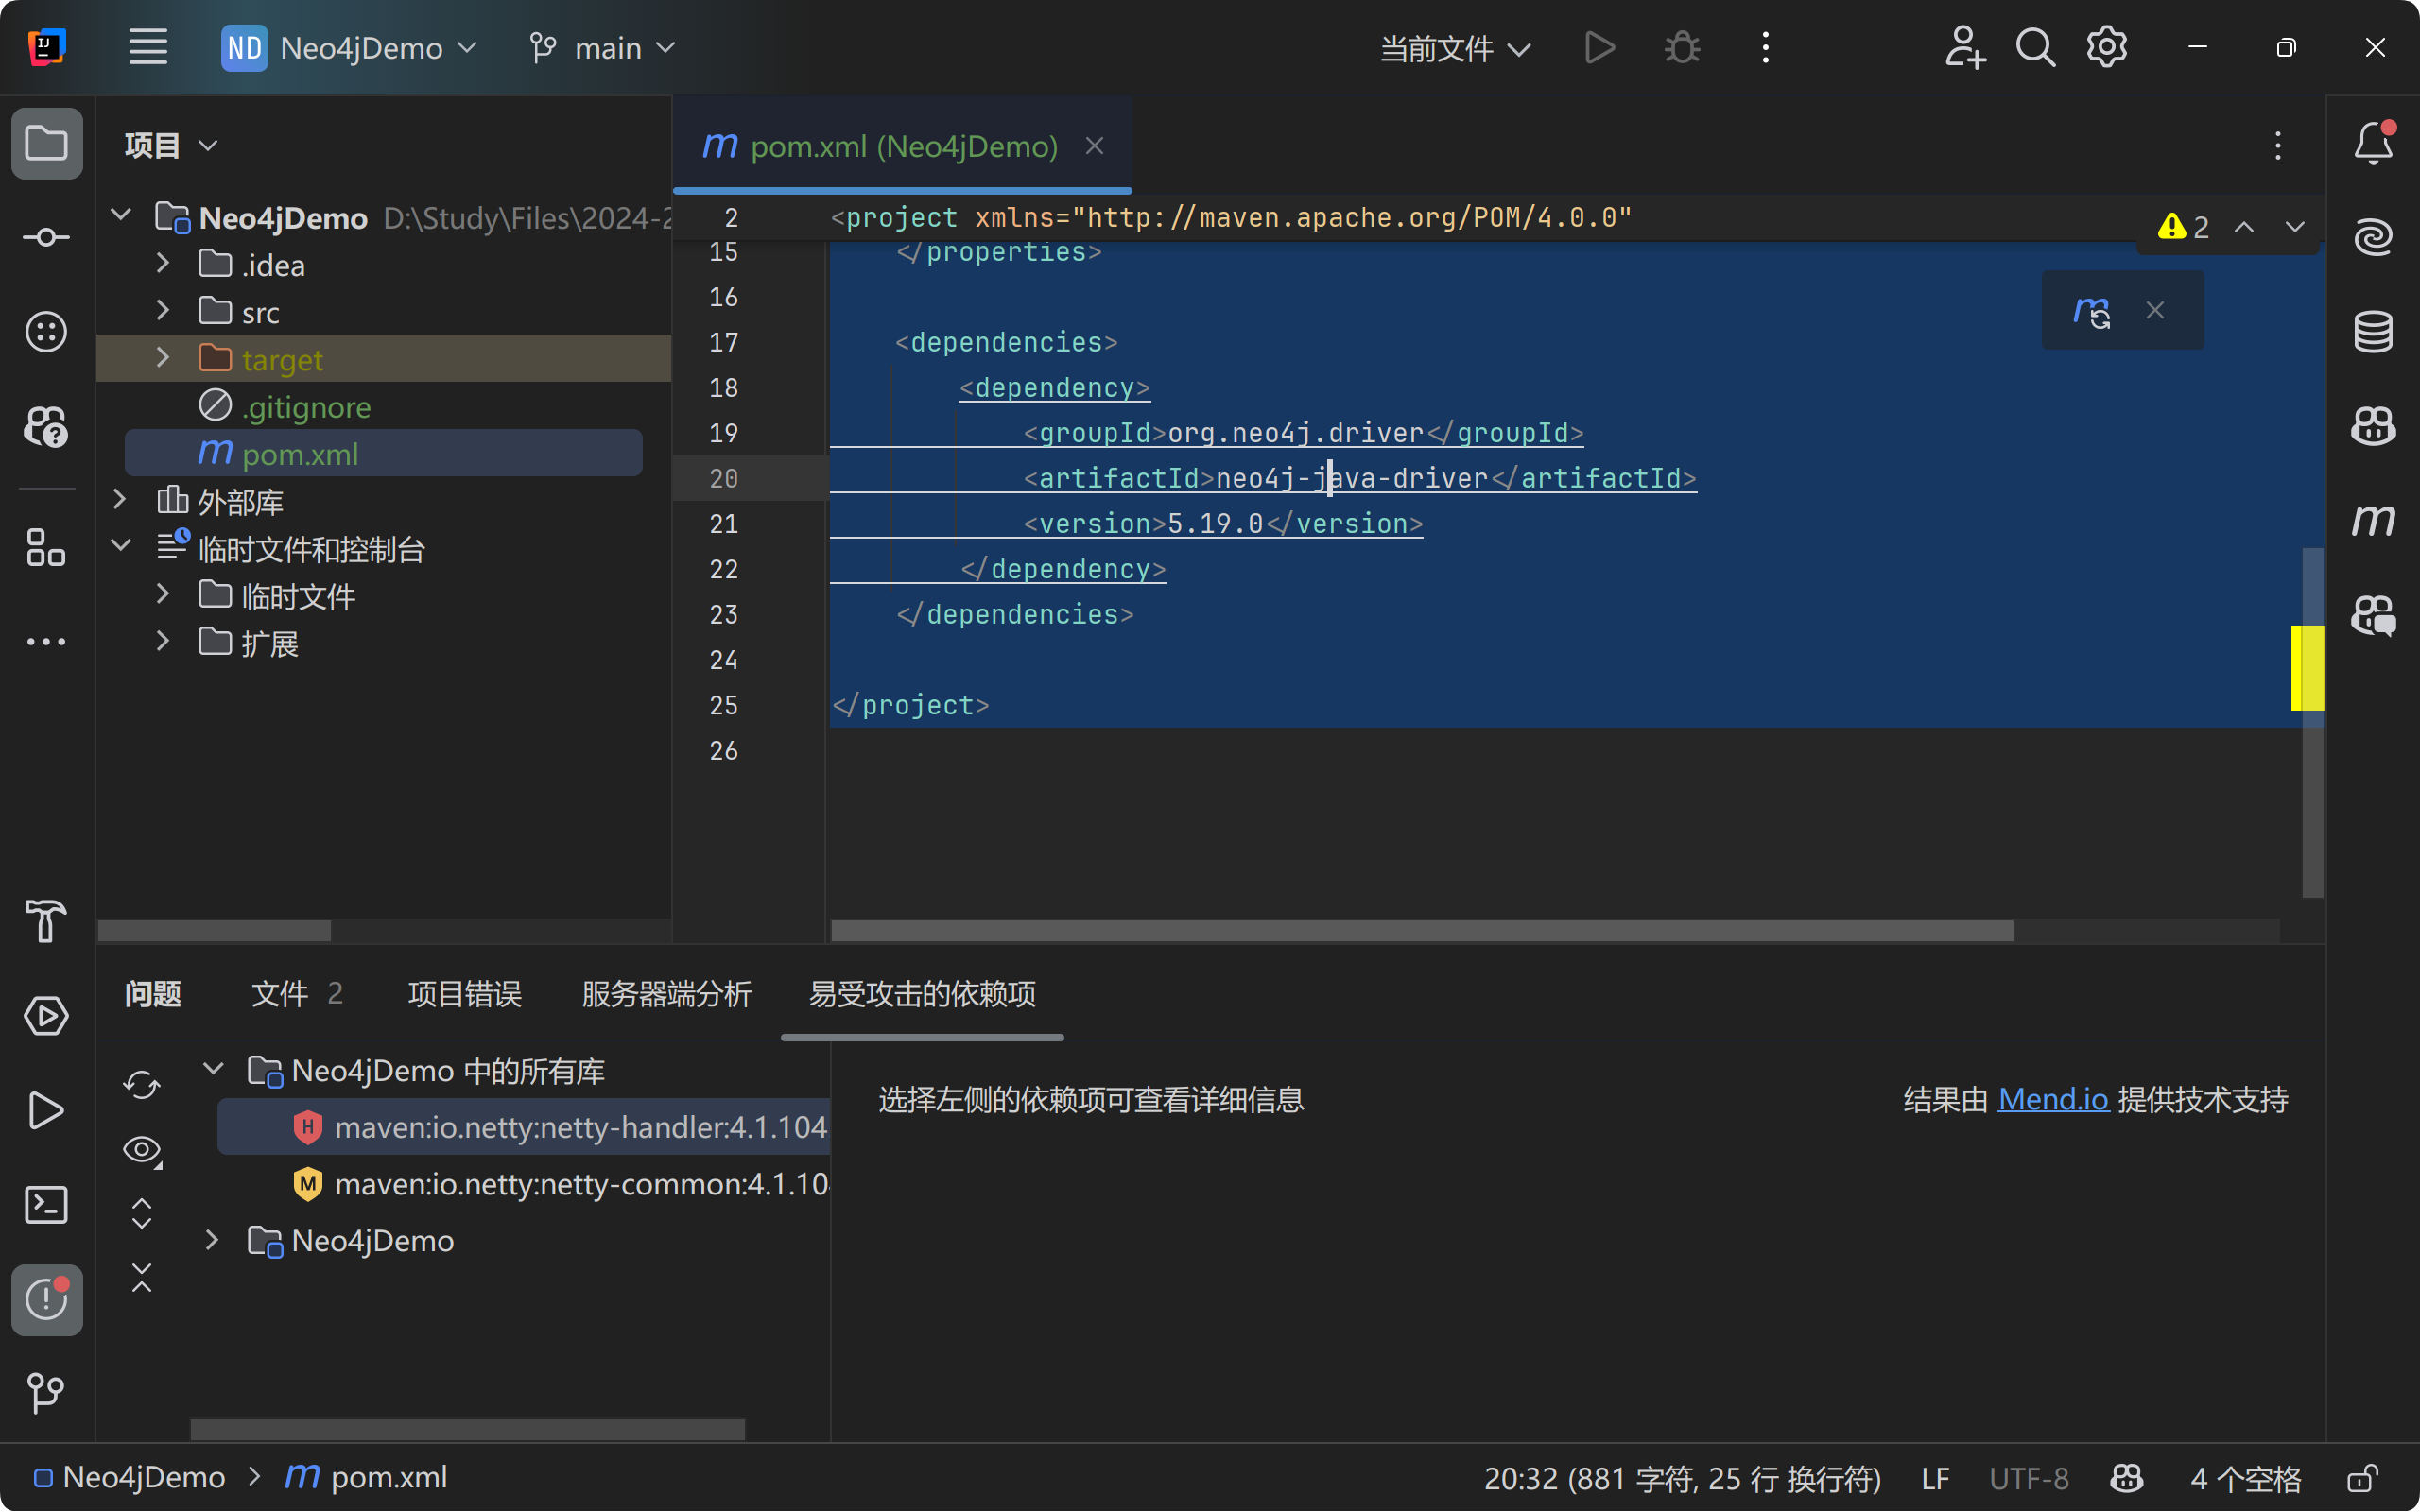 ND Neo4jDemo main 当前文件
项目
pom.xml (Neo4jDemo)
Neo4jDemo D:\Study\Files\2024-2
.idea
src
target
.gitignore
pom.xml
外部库
临时文件和控制台
临时文件
扩展
2 <project xmlns="http://maven.apache.org/POM/4.0.0"
2
15 </properties>
16
17 <dependencies>
18 <dependency>
19 <groupId>org.neo4j.driver</groupId>
20 <artifactId>neo4j-java-driver</artifactId>
21 <version>5.19.0</version>
22 </dependency>
23 </dependencies>
24
25 </project>
26
问题 文件 2 项目错误 服务器端分析 易受攻击的依赖项
Neo4jDemo 中的所有库
H maven:io.netty:netty-handler:4.1.104
M maven:io.netty:netty-common:4.1.10
Neo4jDemo
选择左侧的依赖项可查看详细信息
结果由 Mend.io 提供技术支持
Neo4jDemo pom.xml
20:32 (881 字符, 25 行 换行符) LF UTF-8 4 个空格